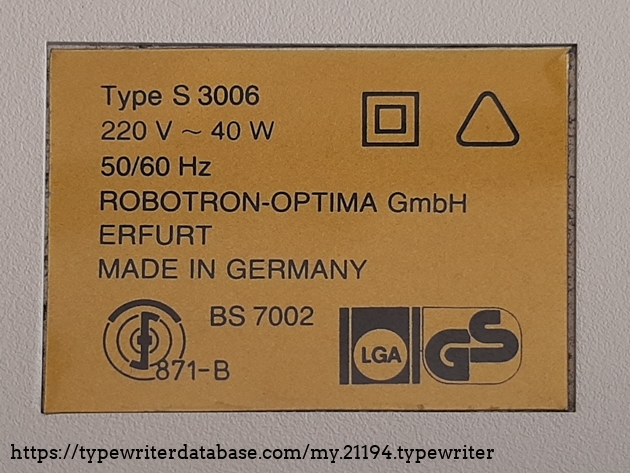 Type S 3006
220 V ~ 40 W
50/60 Hz
ROBOTRON-OPTIMA GmbH
ERFURT
MADE IN GERMANY
BS 7002
871-B
LGA
GS
https://typewriterdatabase.com/my.21194.typewriter